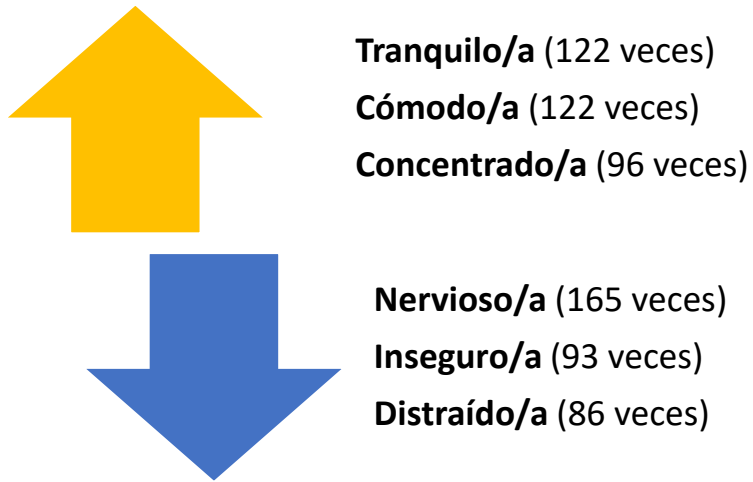 Tranquilo/a (122 veces)
Cómodo/a (122 veces)
Concentrado/a (96 veces)
Nervioso/a (165 veces)
Inseguro/a (93 veces)
Distraído/a (86 veces)